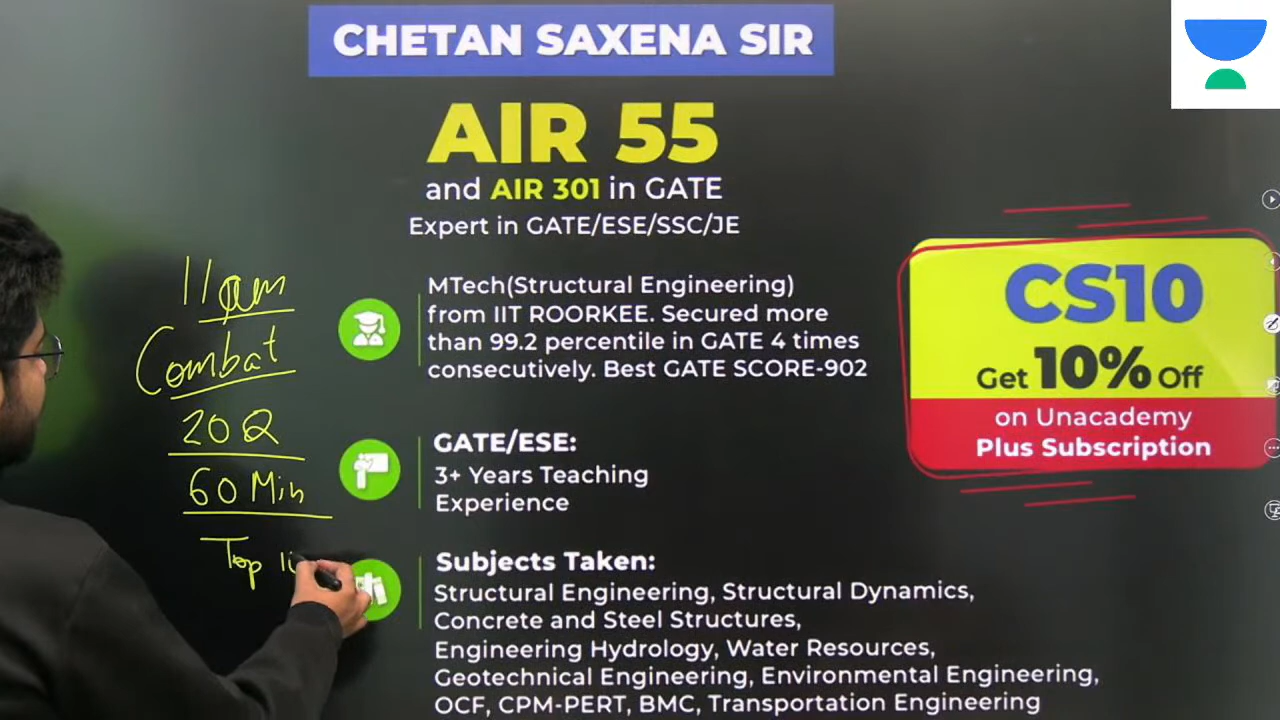 CHETAN SAXENA SIR
AIR 55
and AIR 301 in GATE
Expert in GATE/ESE/SSC/JE
MTech(Structural Engineering)
from IIT ROORKEE. Secured more
than 99.2 percentile in GATE 4 times
consecutively. Best GATE SCORE-902
GATE/ESE:
3+ Years Teaching
Experience
Subjects Taken:
Structural Engineering, Structural Dynamics,
Concrete and Steel Structures,
Engineering Hydrology, Water Resources,
Geotechnical Engineering, Environmental Engineering,
OCF, CPM-PERT, BMC, Transportation Engineering
CS10
Get 10% Off
on Unacademy
Plus Subscription
11 am
Combat
20 Q
60 Min
Top